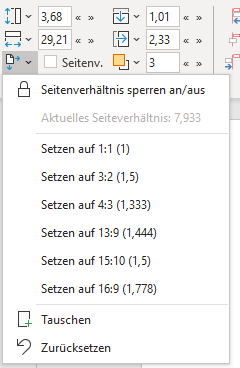 3,68 « » 1,01 « »
29,21 « » 2,33 « »
Seitenv. 3 « »
Seitenverhältnis sperren an/aus
Aktuelles Seiteverhältnis: 7,933
Setzen auf 1:1 (1)
Setzen auf 3:2 (1,5)
Setzen auf 4:3 (1,333)
Setzen auf 13:9 (1,444)
Setzen auf 15:10 (1,5)
Setzen auf 16:9 (1,778)
Tauschen
Zurücksetzen